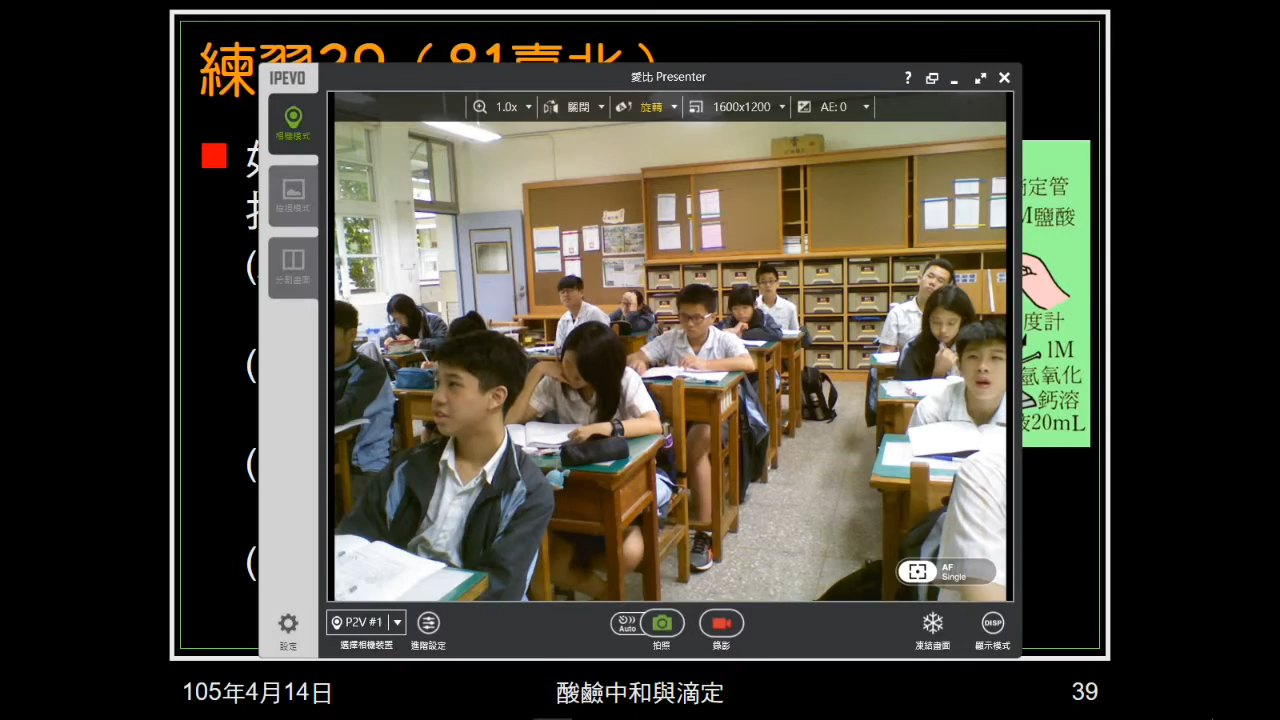 練習39（81臺北）
IPEVO
愛比 Presenter
相機模式
1.0x
關閉
旋轉
1600x1200
AE: 0
分割畫面
滴定管
M鹽酸
度計
1M
氫氧化
鈣溶
液20mL
(
(
(
(
AF
Single
P2V #1
選擇相機裝置
進階設定
Auto
拍照
錄影
凍結畫面
DISP
顯示模式
設定
105年4月14日
酸鹼中和與滴定
39